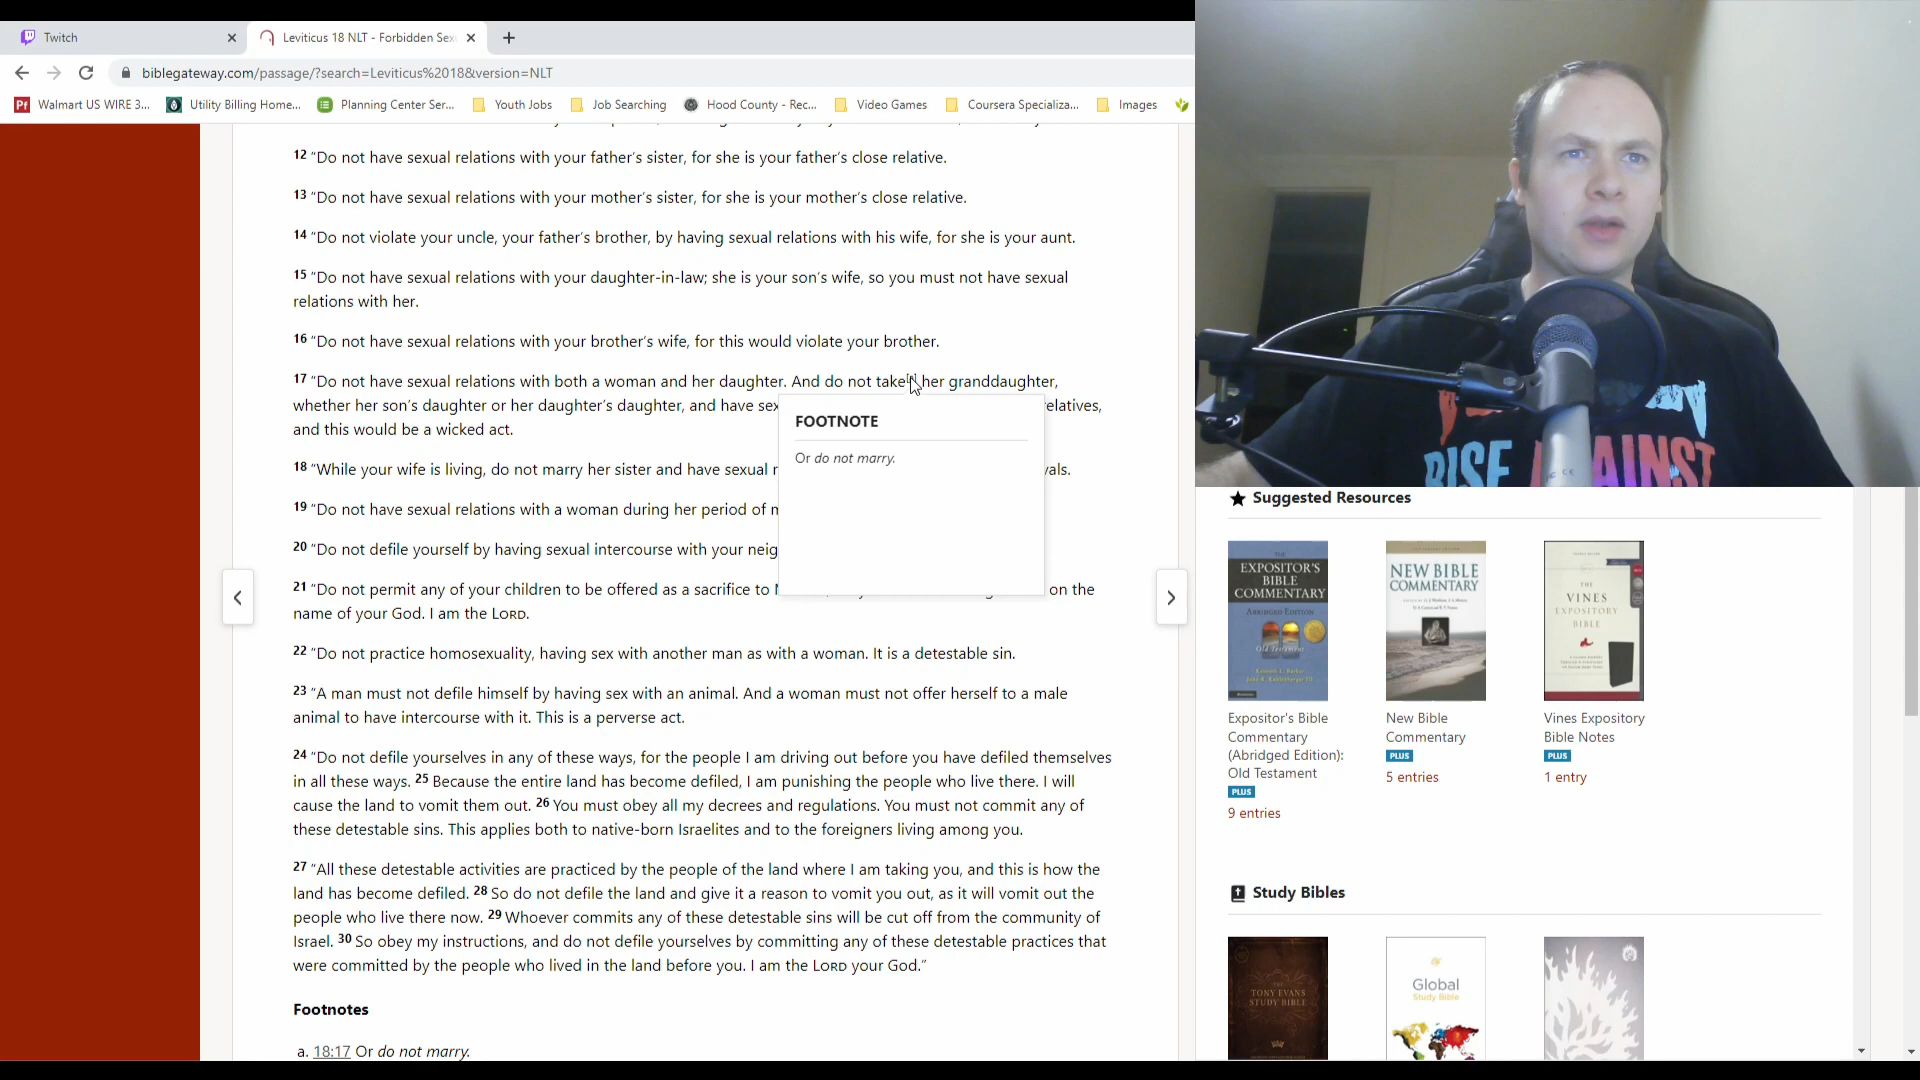 Twitch
Leviticus 18 NLT - Forbidden Sex
biblegateway.com/passage/?search=Leviticus%2018&version=NLT
Walmart US WIRE 3...
Utility Billing Home...
Planning Center Ser...
Youth Jobs
Job Searching
Hood County - Rec...
Video Games
Coursera Specializa...
Images
12 “Do not have sexual relations with your father’s sister, for she is your father’s close relative.
13 “Do not have sexual relations with your mother’s sister, for she is your mother’s close relative.
14 “Do not violate your uncle, your father’s brother, by having sexual relations with his wife, for she is your aunt.
15 “Do not have sexual relations with your daughter-in-law; she is your son’s wife, so you must not have sexual
relations with her.
16 “Do not have sexual relations with your brother’s wife, for this would violate your brother.
17 “Do not have sexual relations with both a woman and her daughter. And do not take her granddaughter,
whether her son’s daughter or her daughter’s daughter, and have sex relatives,
and this would be a wicked act.
18 “While your wife is living, do not marry her sister and have sexual
19 “Do not have sexual relations with a woman during her period of
20 “Do not defile yourself by having sexual intercourse with your
21 “Do not permit any of your children to be offered as a sacrifice to on the
name of your God. I am the LORD.
22 “Do not practice homosexuality, having sex with another man as with a woman. It is a detestable sin.
23 “A man must not defile himself by having sex with an animal. And a woman must not offer herself to a male
animal to have intercourse with it. This is a perverse act.
24 “Do not defile yourselves in any of these ways, for the people I am driving out before you have defiled themselves
in all these ways. 25 Because the entire land has become defiled, I am punishing the people who live there. I will
cause the land to vomit them out. 26 You must obey all my decrees and regulations. You must not commit any of
these detestable sins. This applies both to native-born Israelites and to the foreigners living among you.
27 “All these detestable activities are practiced by the people of the land where I am taking you, and this is how the
land has become defiled. 28 So do not defile the land and give it a reason to vomit you out, as it will vomit out the
people who live there now. 29 Whoever commits any of these detestable sins will be cut off from the community of
Israel. 30 So obey my instructions, and do not defile yourselves by committing any of these detestable practices that
were committed by the people who lived in the land before you. I am the LORD your God.”
Footnotes
a. 18:17 Or do not marry.
FOOTNOTE
Or do not marry.
RISE AGAINST
Suggested Resources
THE
EXPOSITOR'S
BIBLE
COMMENTARY
ABRIDGED EDITION
Old Testament
NEW BIBLE
COMMENTARY
THE
VINES
EXPOSITORY
BIBLE
Expositor's Bible
Commentary
(Abridged Edition):
Old Testament
PLUS
9 entries
New Bible
Commentary
PLUS
5 entries
Vines Expository
Bible Notes
PLUS
1 entry
Study Bibles
THE
TONY EVANS
STUDY BIBLE
Global
Study Bible